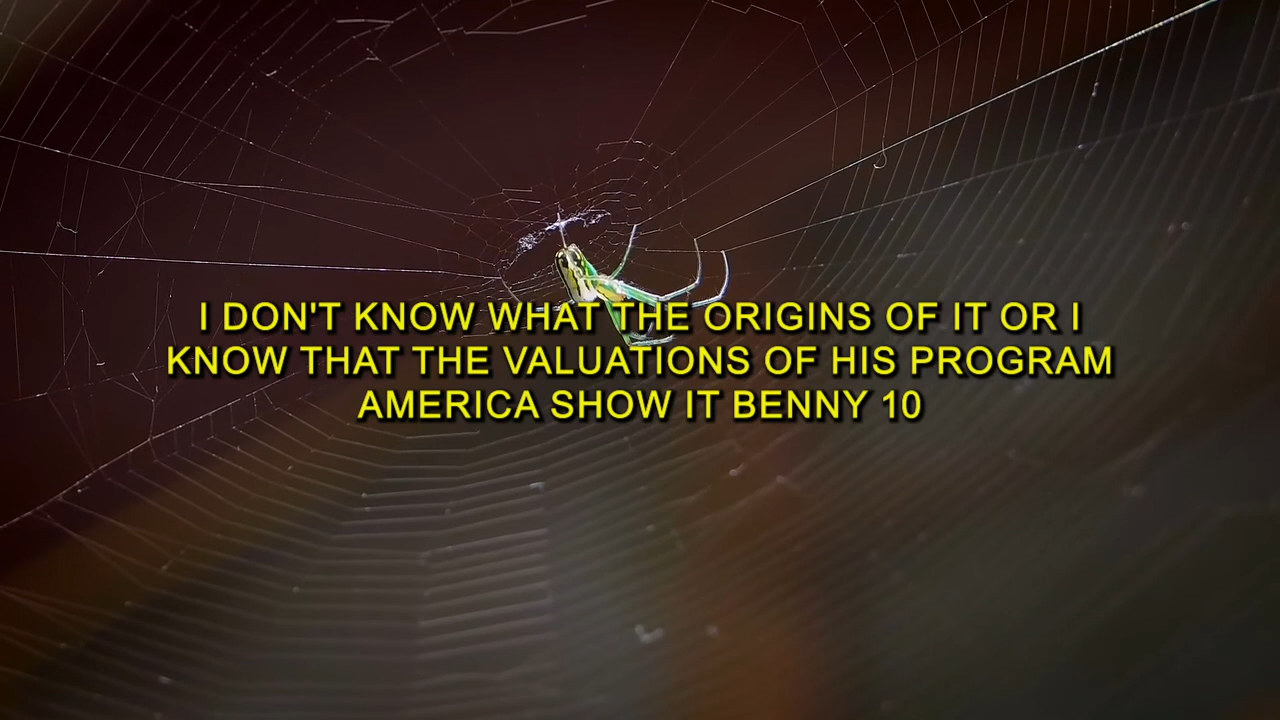 I DON'T KNOW WHAT THE ORIGINS OF IT OR I
KNOW THAT THE VALUATIONS OF HIS PROGRAM
AMERICA SHOW IT BENNY 10